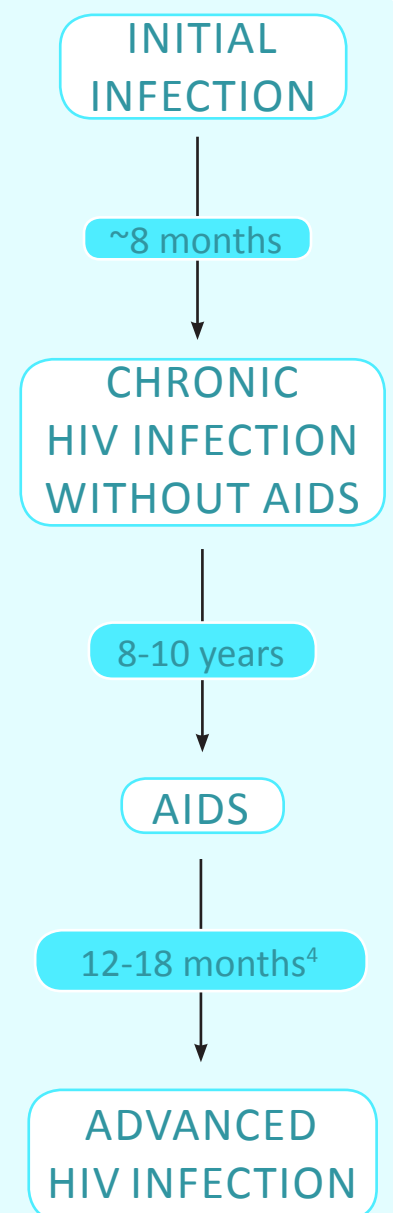 INITIAL
INFECTION
~8 months
CHRONIC
HIV INFECTION
WITHOUT AIDS
8-10 years
AIDS
12-18 months⁴
ADVANCED
HIV INFECTION